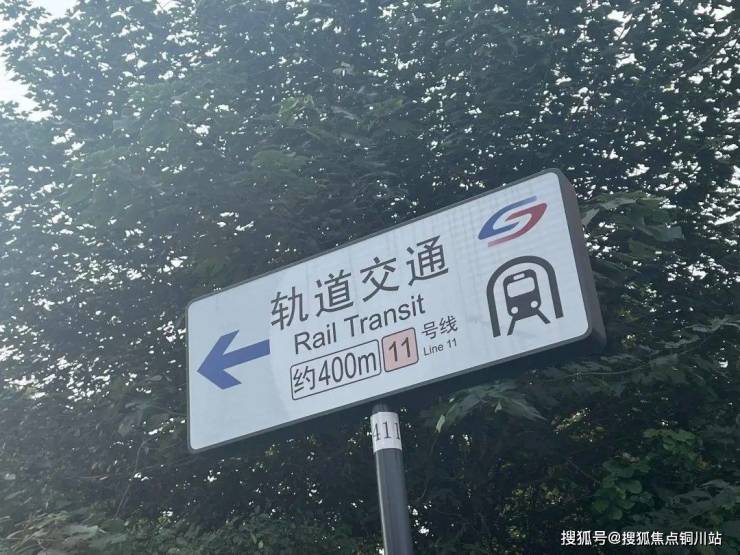 轨道交通
Rail Transit
约400m 11 号线
Line 11
411
搜狐号@搜狐焦点铜川站